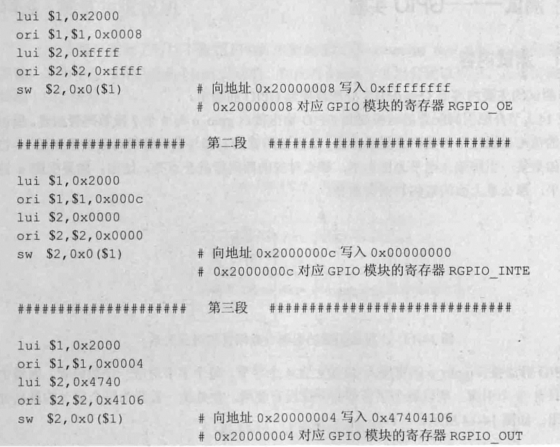 lui $1,0x2000
ori $1,$1,0x0008
lui $2,0xffff
ori $2,$2,0xffff
sw $2,0x0($1) # 向地址 0x20000008 写入 0xffffffff
# 0x20000008 对应 GPIO 模块的寄存器 RGPIO_OE
##################### 第二段 ##############################
lui $1,0x2000
ori $1,$1,0x000c
lui $2,0x0000
ori $2,$2,0x0000
sw $2,0x0($1) # 向地址 0x2000000c 写入 0x00000000
# 0x2000000c 对应 GPIO 模块的寄存器 RGPIO_INTE
##################### 第三段 ##############################
lui $1,0x2000
ori $1,$1,0x0004
lui $2,0x4740
ori $2,$2,0x4106
sw $2,0x0($1) # 向地址 0x20000004 写入 0x47404106
# 0x20000004 对应 GPIO 模块的寄存器 RGPIO_OUT